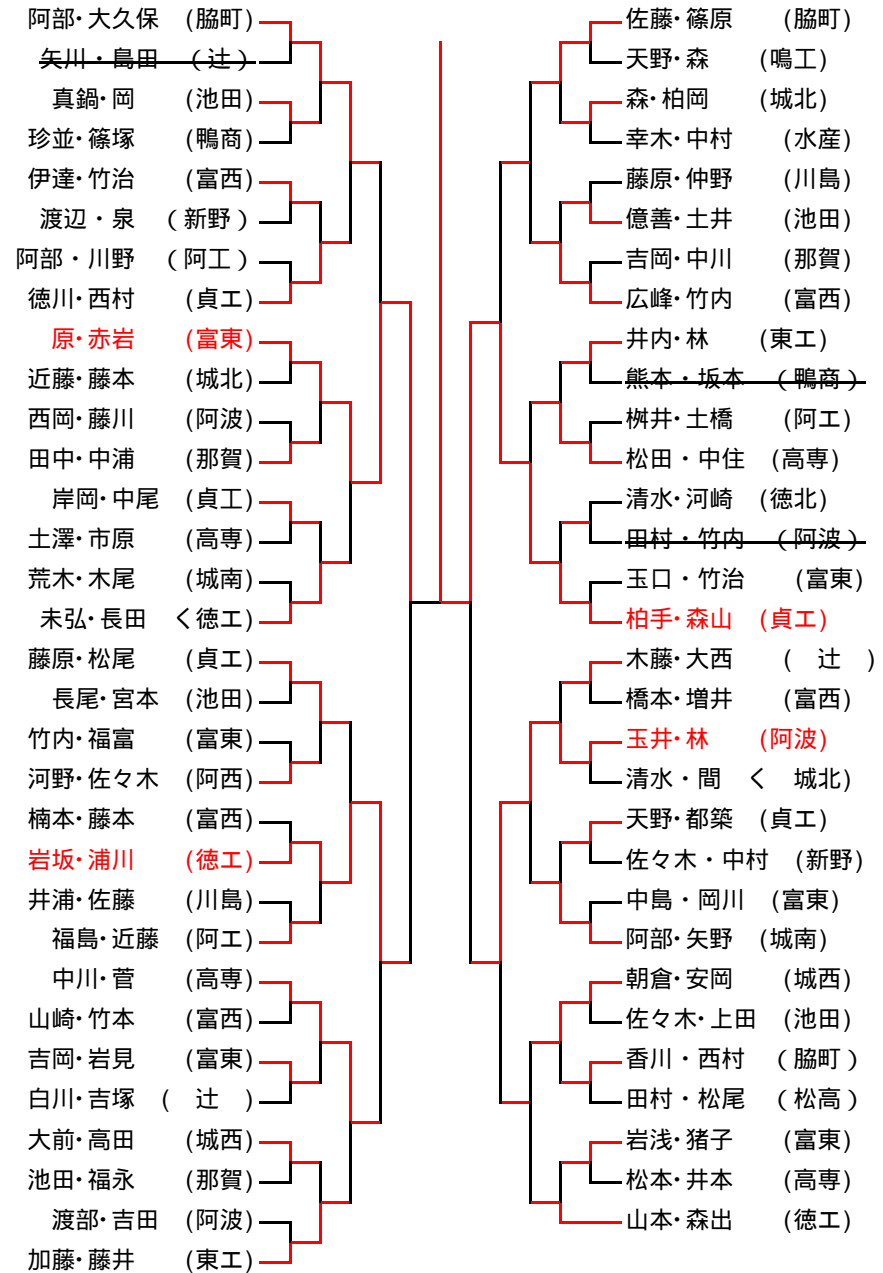 阿部・大久保 (脇町)
矢川・島田 (辻)
真鍋・岡 (池田)
珍並・篠塚 (鴨商)
伊達・竹治 (富西)
渡辺・泉 (新野)
阿部・川野 (阿工)
徳川・西村 (貞エ)
原・赤岩 (富東)
近藤・藤本 (城北)
西岡・藤川 (阿波)
田中・中浦 (那賀)
岸岡・中尾 (貞工)
土澤・市原 (高専)
荒木・木尾 (城南)
未弘・長田 く徳エ)
藤原・松尾 (貞エ)
長尾・宮本 (池田)
竹内・福富 (富東)
河野・佐々木 (阿西)
楠本・藤本 (富西)
岩坂・浦川 (徳エ)
井浦・佐藤 (川島)
福島・近藤 (阿エ)
中川・菅 (高専)
山崎・竹本 (富西)
吉岡・岩見 (富東)
白川・吉塚 ( 辻 )
大前・高田 (城西)
池田・福永 (那賀)
渡部・吉田 (阿波)
加藤・藤井 (東エ)
佐藤・篠原 (脇町)
天野・森 (鳴工)
森・柏岡 (城北)
幸木・中村 (水産)
藤原・仲野 (川島)
億善・土井 (池田)
吉岡・中川 (那賀)
広峰・竹内 (富西)
井内・林 (東エ)
熊本・坂本 (鴨商)
桝井・土橋 (阿エ)
松田・中住 (高専)
清水・河崎 (徳北)
田村・竹内 (阿波)
玉口・竹治 (富東)
柏手・森山 (貞エ)
木藤・大西 ( 辻 )
橋本・増井 (富西)
玉井・林 (阿波)
清水・間 く 城北)
天野・都築 (貞エ)
佐々木・中村 (新野)
中島・岡川 (富東)
阿部・矢野 (城南)
朝倉・安岡 (城西)
佐々木・上田 (池田)
香川・西村 (脇町)
田村・松尾 (松高)
岩浅・猪子 (富東)
松本・井本 (高専)
山本・森出 (徳エ)